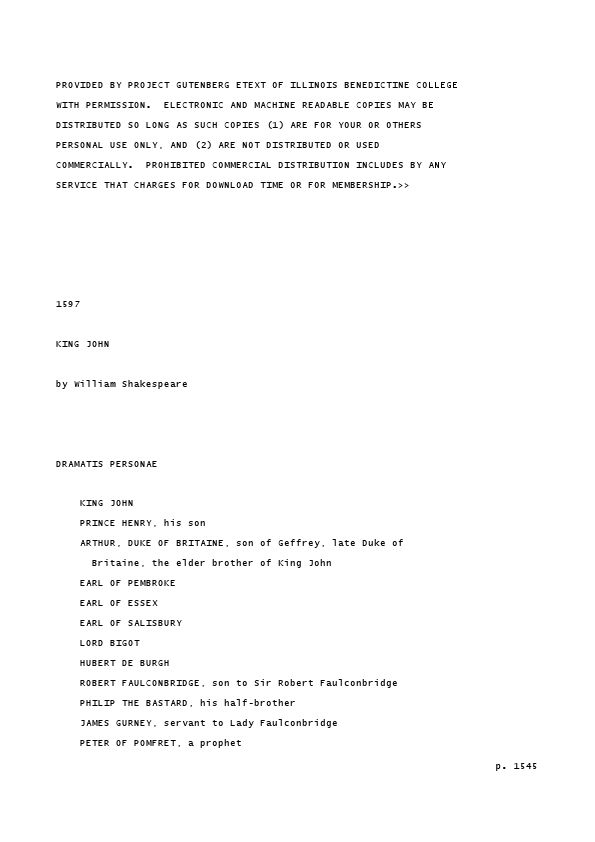 PROVIDED BY PROJECT GUTENBERG ETEXT OF ILLINOIS BENEDICTINE COLLEGE
WITH PERMISSION.  ELECTRONIC AND MACHINE READABLE COPIES MAY BE
DISTRIBUTED SO LONG AS SUCH COPIES (1) ARE FOR YOUR OR OTHERS
PERSONAL USE ONLY, AND (2) ARE NOT DISTRIBUTED OR USED
COMMERCIALLY.  PROHIBITED COMMERCIAL DISTRIBUTION INCLUDES BY ANY
SERVICE THAT CHARGES FOR DOWNLOAD TIME OR FOR MEMBERSHIP.>>
1597
KING JOHN
by William Shakespeare
DRAMATIS PERSONAE
KING JOHN
PRINCE HENRY, his son
ARTHUR, DUKE OF BRITAINE, son of Geffrey, late Duke of
Britaine, the elder brother of King John
EARL OF PEMBROKE
EARL OF ESSEX
EARL OF SALISBURY
LORD BIGOT
HUBERT DE BURGH
ROBERT FAULCONBRIDGE, son to Sir Robert Faulconbridge
PHILIP THE BASTARD, his half-brother
JAMES GURNEY, servant to Lady Faulconbridge
PETER OF POMFRET, a prophet
p. 1545